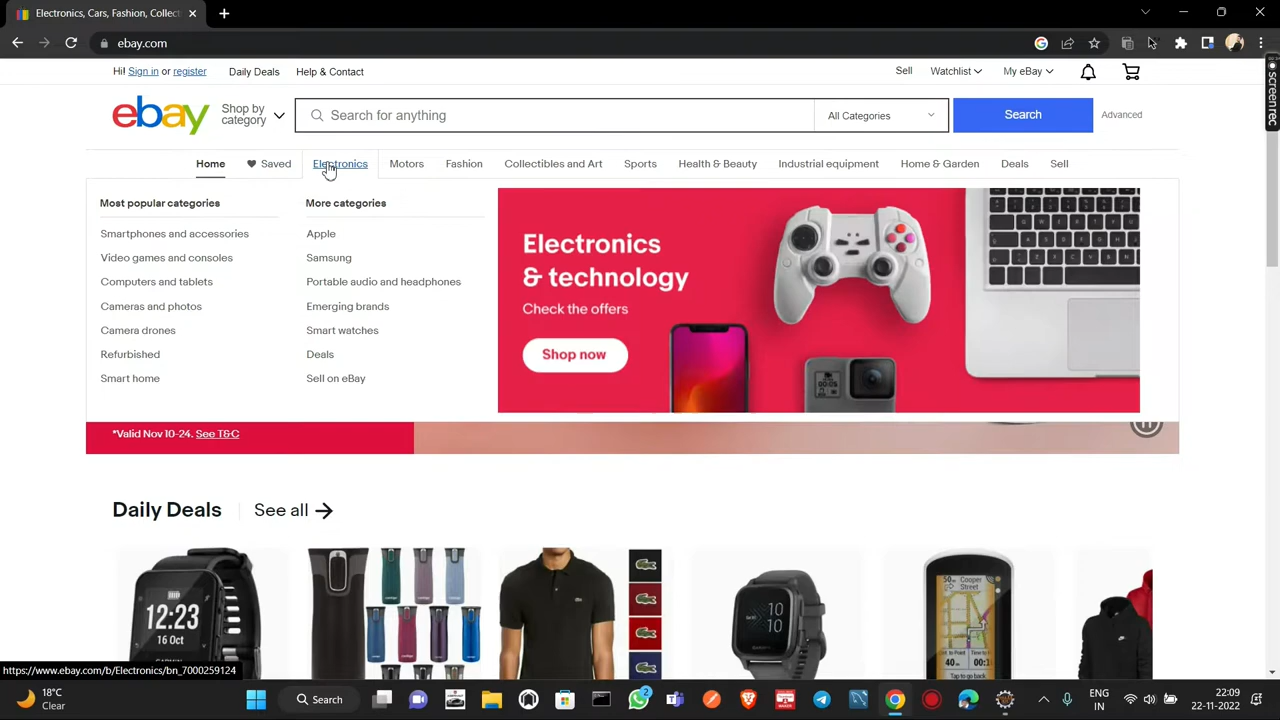 Electronics, Cars, Fashion, Collect
ebay.com
Hi! Sign in or register
Daily Deals
Help & Contact
Sell
Watchlist
My eBay
ebay
Shop by category
Search for anything
All Categories
Search
Advanced
Home
Saved
Electronics
Motors
Fashion
Collectibles and Art
Sports
Health & Beauty
Industrial equipment
Home & Garden
Deals
Sell
Most popular categories
Smartphones and accessories
Video games and consoles
Computers and tablets
Cameras and photos
Camera drones
Refurbished
Smart home
More categories
Apple
Samsung
Portable audio and headphones
Emerging brands
Smart watches
Deals
Sell on eBay
Electronics
& technology
Check the offers
Shop now
*Valid Nov 10-24. See T&C
Daily Deals
See all
12:23
16 Oct
GARMIN
10
10
Cooper
Street
https://www.ebay.com/b/Electronics/bn_7000259124
screenrec
18°C
Clear
Search
2
ENG
IN
22:09
22-11-2022